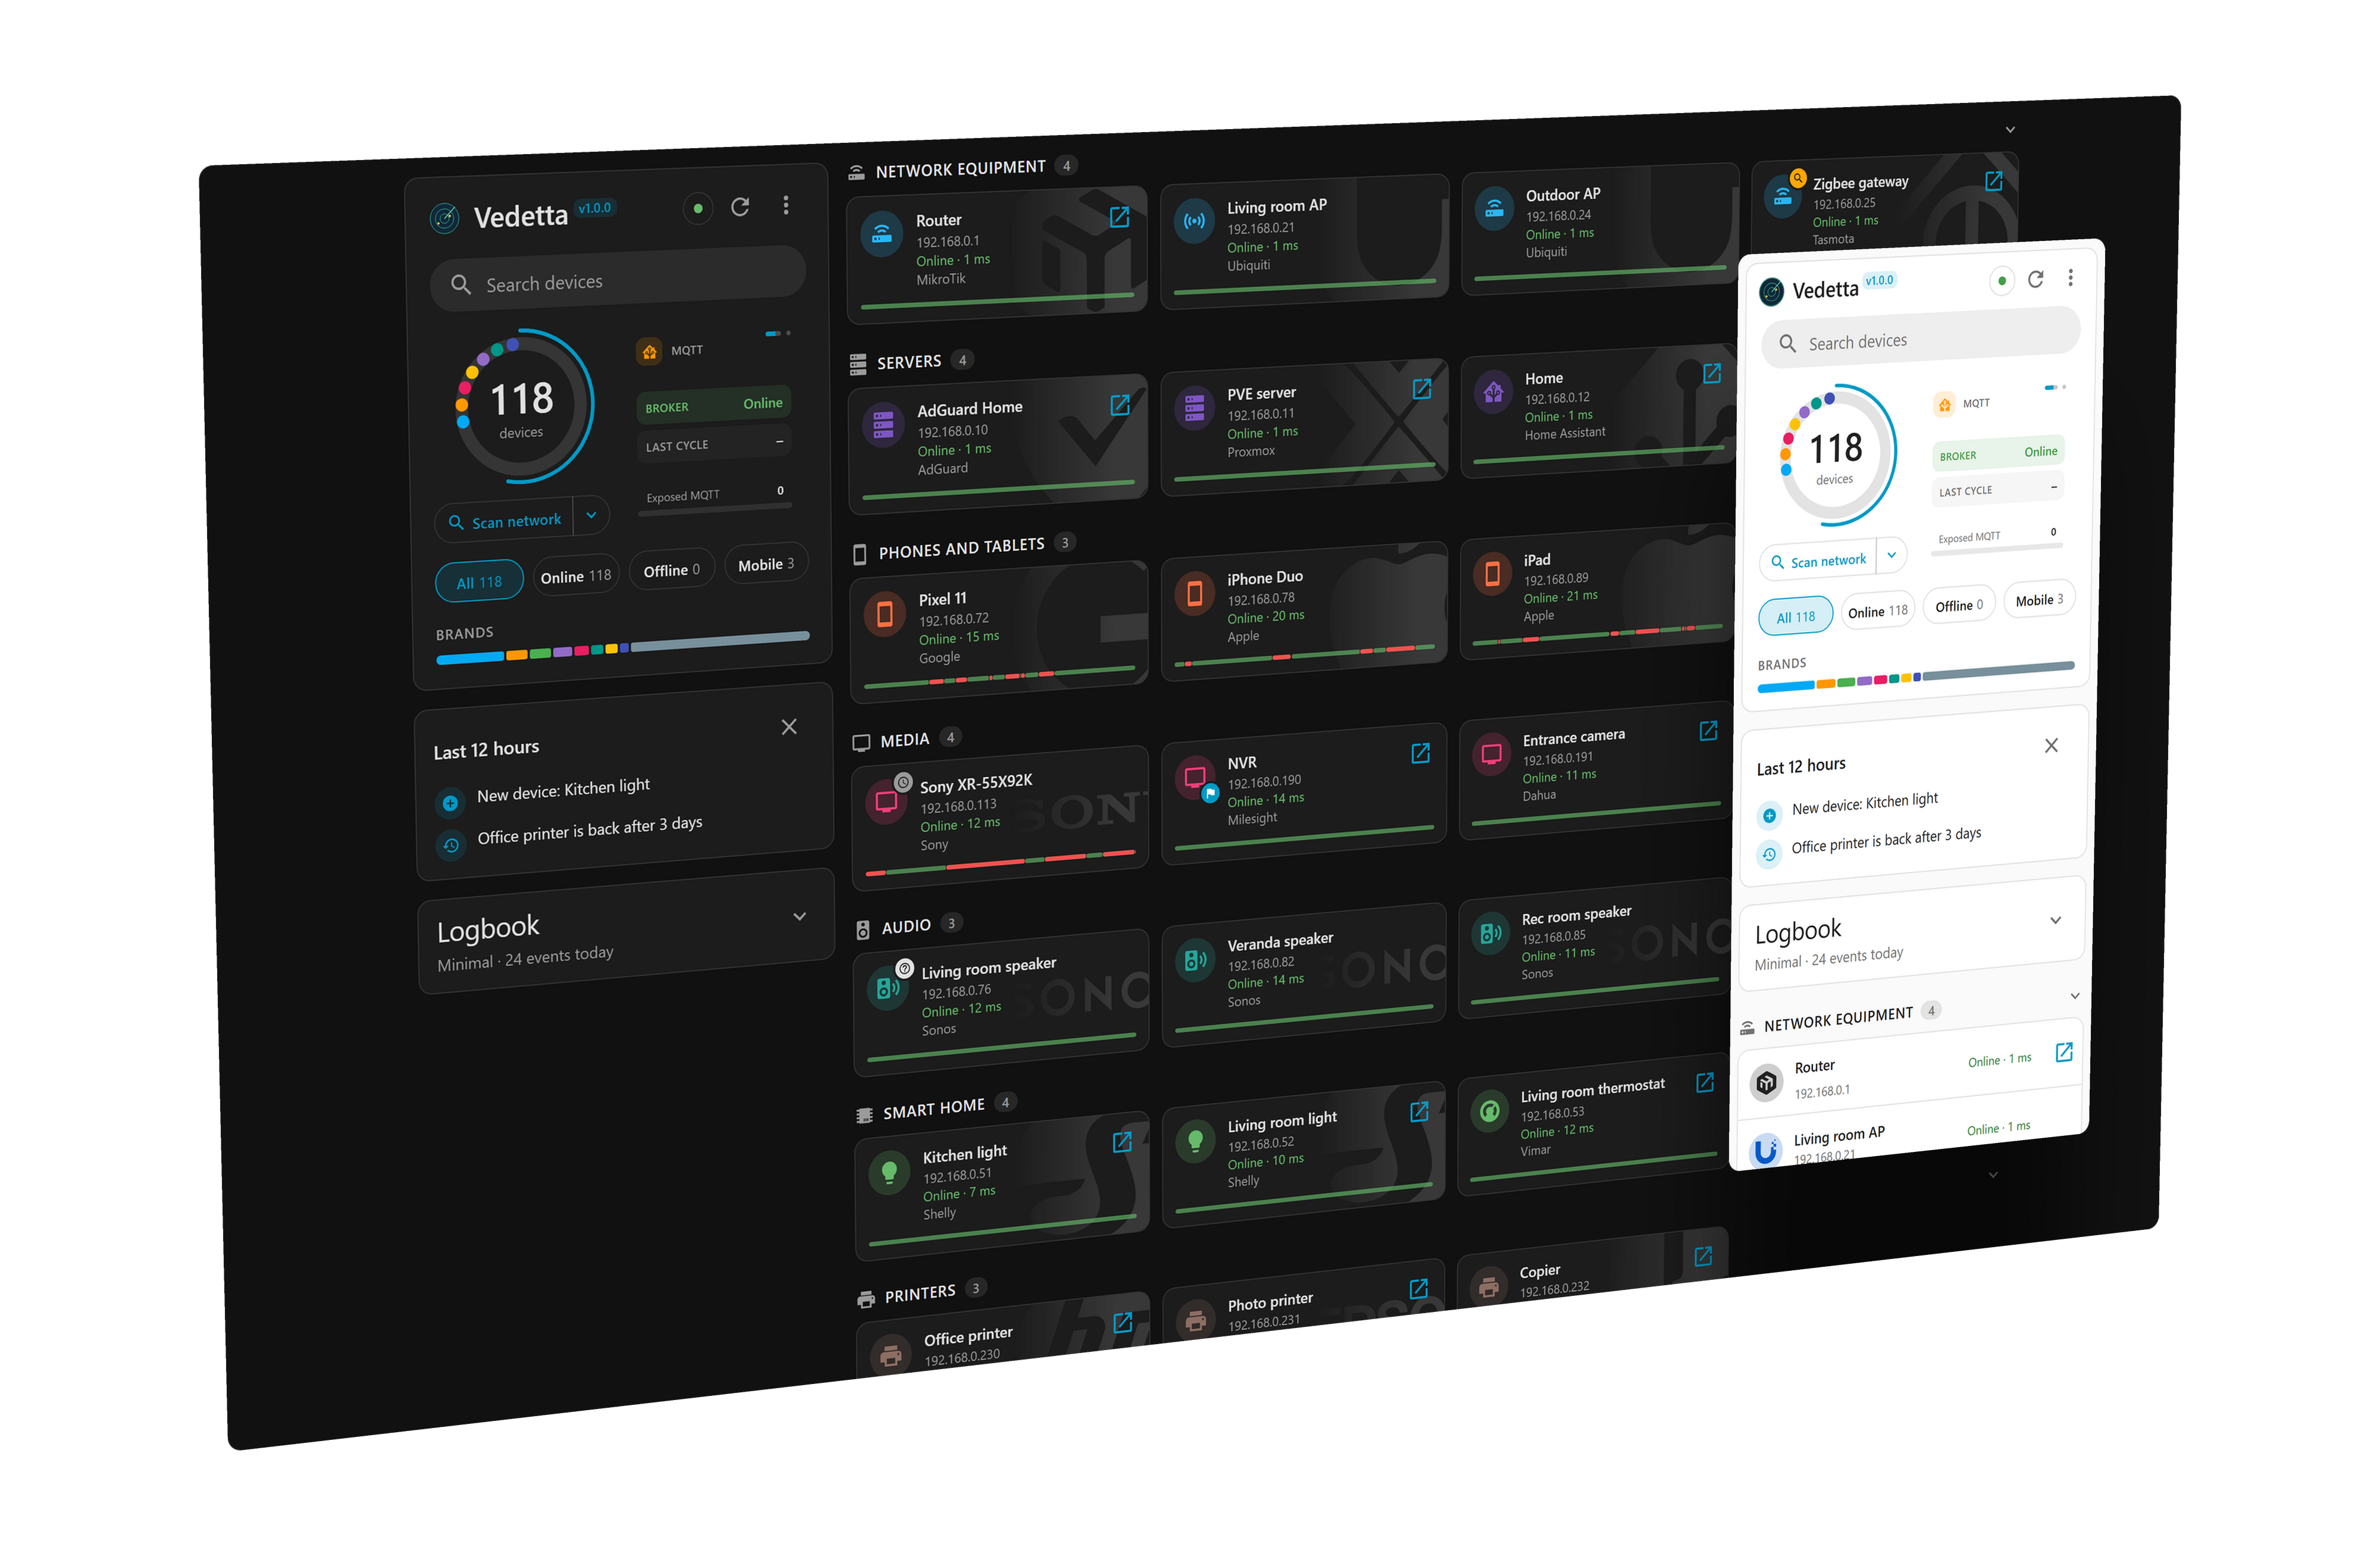 Vedetta v1.0.0
Search devices
118
devices
MQTT
BROKER Online
LAST CYCLE –
Exposed MQTT 0
Scan network
All 118
Online 118
Offline 0
Mobile 3
BRANDS
Last 12 hours
New device: Kitchen light
Office printer is back after 3 days
Logbook
Minimal · 24 events today
NETWORK EQUIPMENT 4
Router
192.168.0.1
Online · 1 ms
MikroTik
Living room AP
192.168.0.21
Online · 1 ms
Ubiquiti
Outdoor AP
192.168.0.24
Online · 1 ms
Ubiquiti
Zigbee gateway
192.168.0.25
Online · 1 ms
Tasmota
SERVERS 4
AdGuard Home
192.168.0.10
Online · 1 ms
AdGuard
PVE server
192.168.0.11
Online · 1 ms
Proxmox
Home
192.168.0.12
Online · 1 ms
Home Assistant
PHONES AND TABLETS 3
Pixel 11
192.168.0.72
Online · 15 ms
Google
iPhone Duo
192.168.0.78
Online · 20 ms
Apple
iPad
192.168.0.89
Online · 21 ms
Apple
MEDIA 4
Sony XR-55X92K
192.168.0.113
Online · 12 ms
Sony
SON
NVR
192.168.0.190
Online · 14 ms
Milesight
Entrance camera
192.168.0.191
Online · 11 ms
Dahua
AUDIO 3
Living room speaker
192.168.0.76
Online · 12 ms
Sonos
SONO
Veranda speaker
192.168.0.82
Online · 14 ms
Sonos
SONO
Rec room speaker
192.168.0.85
Online · 11 ms
Sonos
SONO
SMART HOME 4
Kitchen light
192.168.0.51
Online · 7 ms
Shelly
Living room light
192.168.0.52
Online · 10 ms
Shelly
Living room thermostat
192.168.0.53
Online · 12 ms
Vimar
PRINTERS 3
Office printer
192.168.0.230
hp
Photo printer
192.168.0.231
Copier
192.168.0.232
Vedetta v1.0.0
Search devices
118
devices
MQTT
BROKER Online
LAST CYCLE –
Exposed MQTT 0
Scan network
All 118
Online 118
Offline 0
Mobile 3
BRANDS
Last 12 hours
New device: Kitchen light
Office printer is back after 3 days
Logbook
Minimal · 24 events today
NETWORK EQUIPMENT 4
Router
192.168.0.1
Online · 1 ms
Living room AP
192.168.0.21
Online · 1 ms